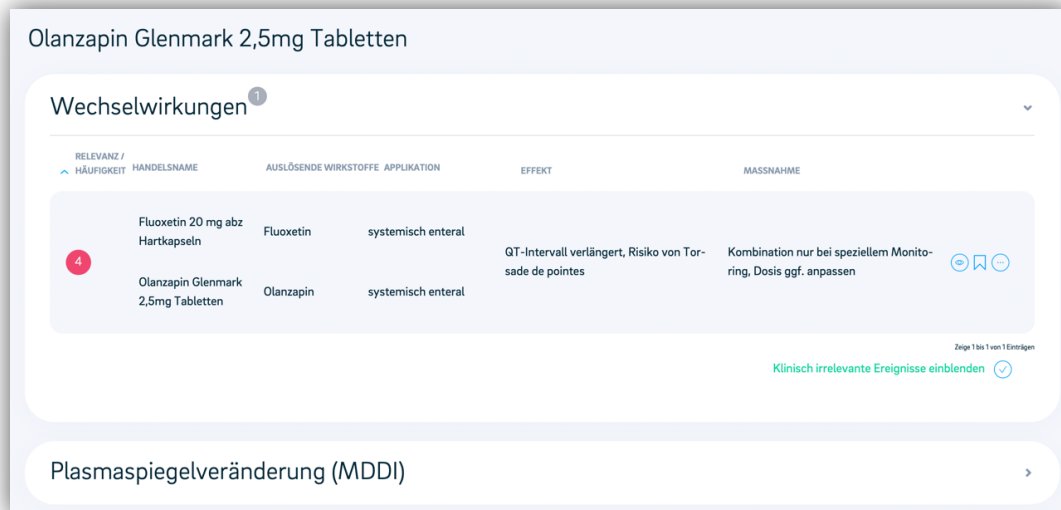 Olanzapin Glenmark 2,5mg Tabletten
Wechselwirkungen 1
RELEVANZ /
HÄUFIGKEIT HANDELSNAME AUSLÖSENDE WIRKSTOFFE APPLIKATION EFFEKT MASSNAHME
Fluoxetin 20 mg abz
Hartkapseln
Fluoxetin
systemisch enteral
4
Olanzapin Glenmark
2,5mg Tabletten
Olanzapin
systemisch enteral
QT-Intervall verlängert, Risiko von Tor-
sade de pointes
Kombination nur bei speziellem Monito-
ring, Dosis ggf. anpassen
Zeige 1 bis 1 von 1 Einträgen
Klinisch irrelevante Ereignisse einblenden
Plasmaspiegelveränderung (MDDI)